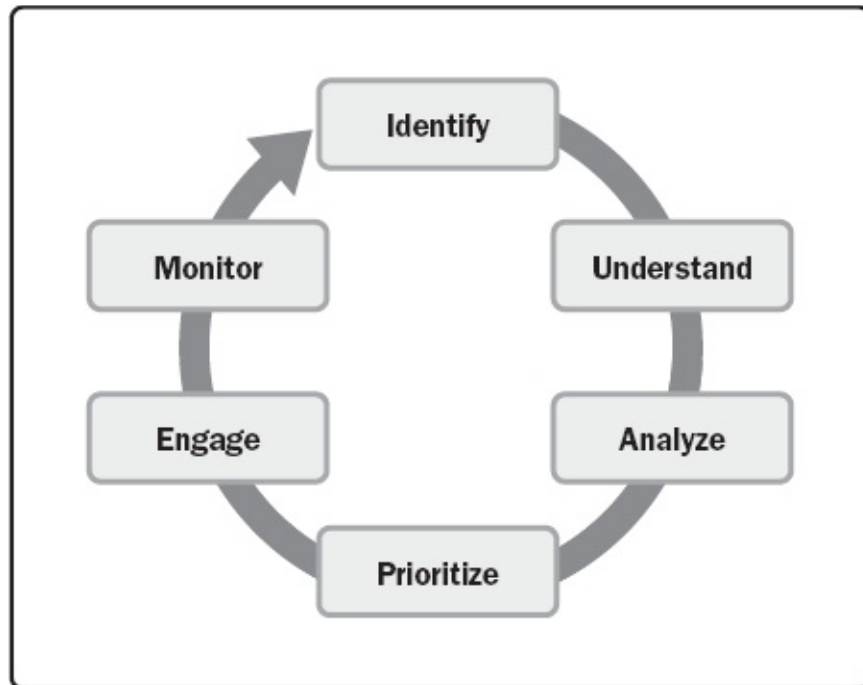 Identify
Understand
Analyze
Prioritize
Engage
Monitor